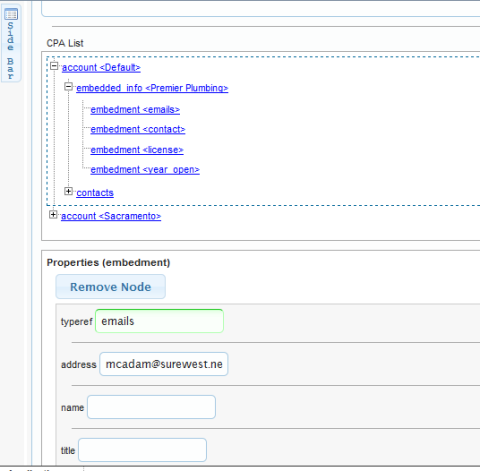 Side Bar
CPA List
account <Default>
embedded_info <Premier Plumbing>
embedment <emails>
embedment <contact>
embedment <license>
embedment <year_open>
contacts
account <Sacramento>
Properties (embedment)
Remove Node
typeref emails
address mcadam@surewest.ne
name
title